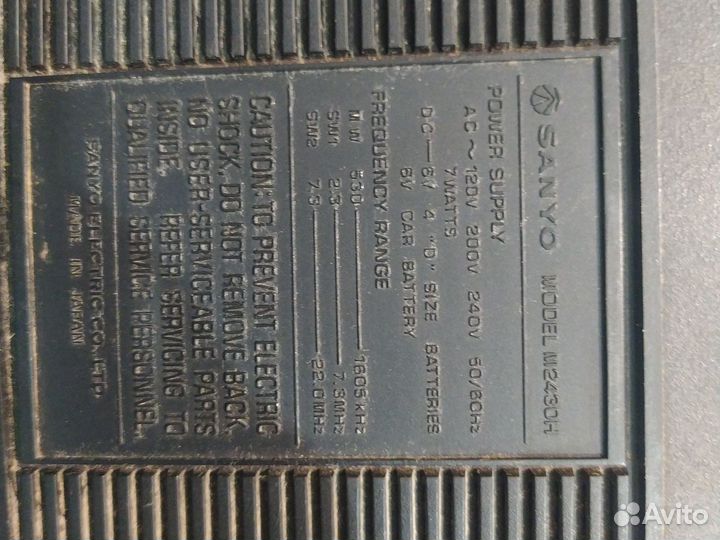 SANYO MODEL M2430H
POWER SUPPLY
AC ~ 120V 200V 240V 50/60Hz
7 WATTS
DC — 6V 4 "D" SIZE BATTERIES
6V CAR BATTERY
FREQUENCY RANGE
MW 530 — 1605 KHz
SW1 2.3 — 7.3MHz
SW2 7.3 — 22.0MHz
CAUTION: TO PREVENT ELECTRIC
SHOCK, DO NOT REMOVE BACK.
NO USER-SERVICEABLE PARTS
INSIDE. REFER SERVICING TO
QUALIFIED SERVICE PERSONNEL.
SANYO ELECTRIC CO., LTD.
MADE IN JAPAN
Avito